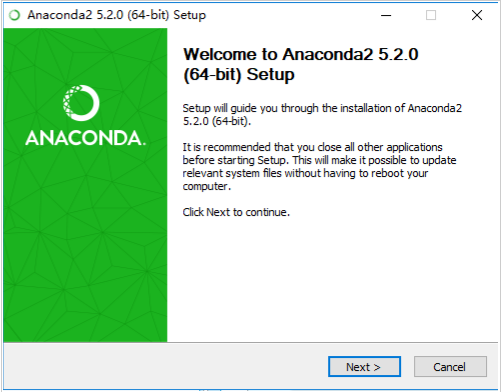 Anaconda2 5.2.0 (64-bit) Setup
Welcome to Anaconda2 5.2.0
(64-bit) Setup
Setup will guide you through the installation of Anaconda2
5.2.0 (64-bit).
It is recommended that you close all other applications
before starting Setup. This will make it possible to update
relevant system files without having to reboot your
computer.
Click Next to continue.
ANACONDA.
Next >
Cancel